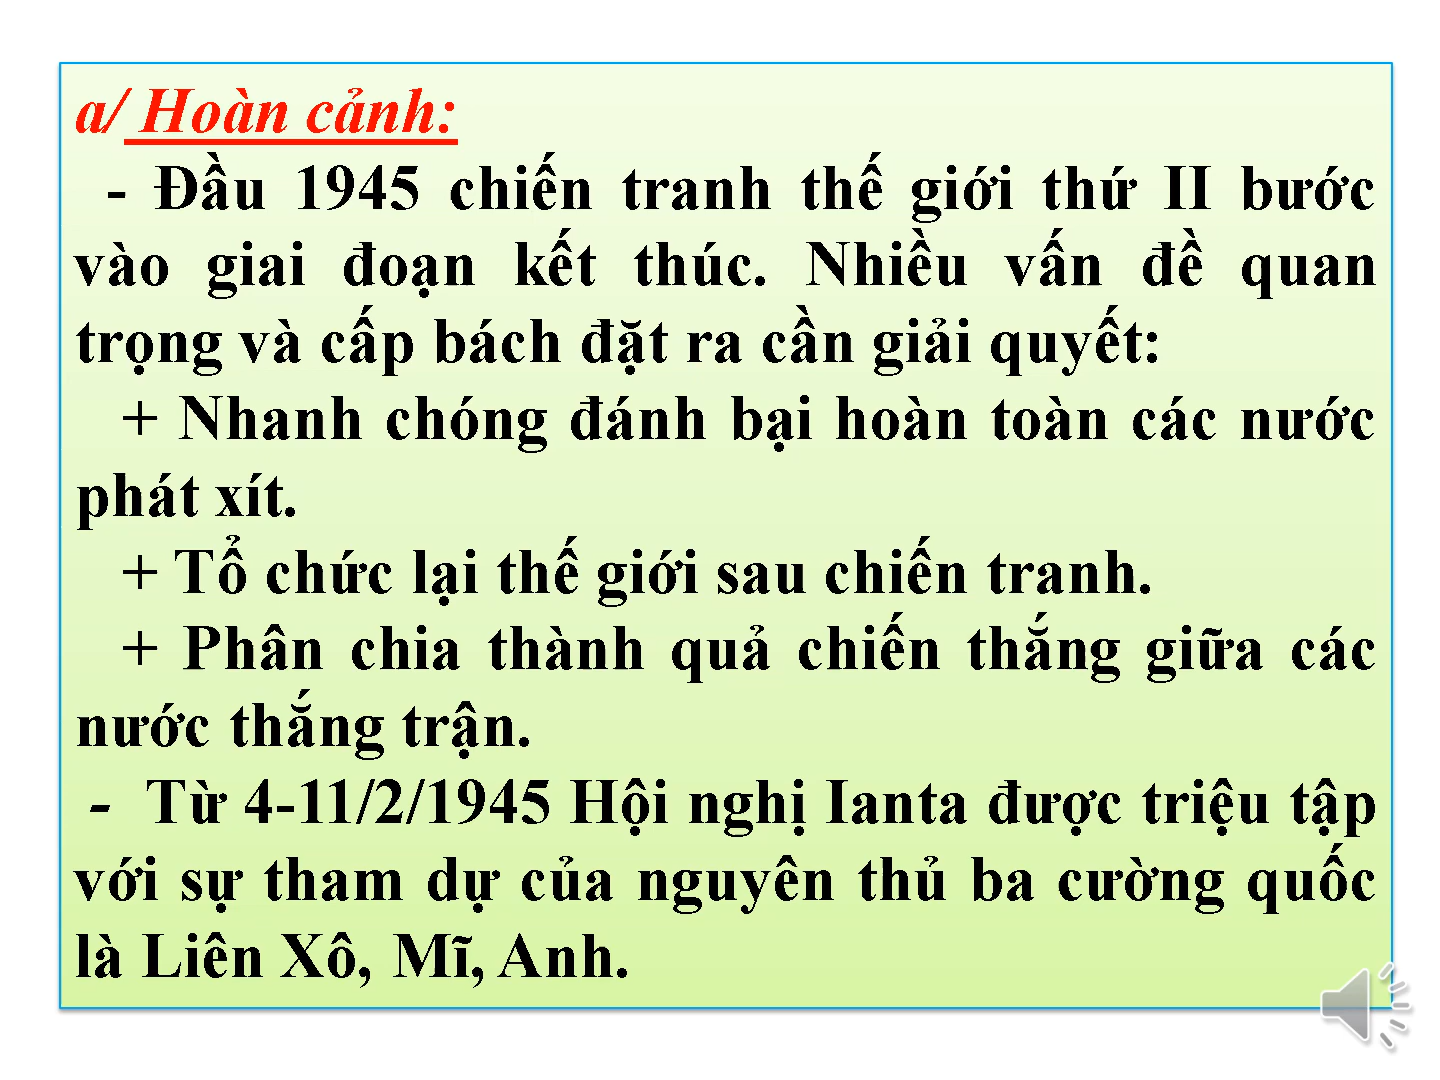 a/ Hoàn cảnh:
- Đầu 1945 chiến tranh thế giới thứ II bước
vào giai đoạn kết thúc. Nhiều vấn đề quan
trọng và cấp bách đặt ra cần giải quyết:
+ Nhanh chóng đánh bại hoàn toàn các nước
phát xít.
+ Tổ chức lại thế giới sau chiến tranh.
+ Phân chia thành quả chiến thắng giữa các
nước thắng trận.
- Từ 4-11/2/1945 Hội nghị Ianta được triệu tập
với sự tham dự của nguyên thủ ba cường quốc
là Liên Xô, Mĩ, Anh.